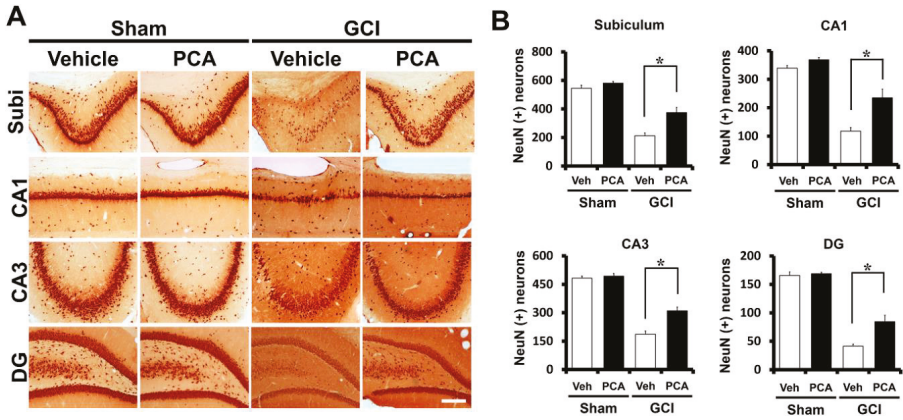 A
Sham GCI
Vehicle PCA Vehicle PCA
Subi
CA1
CA3
DG
B
Subiculum
NeuN (+) neurons
800
600
400
200
0
Veh PCA Veh PCA
Sham GCI
*
CA1
NeuN (+) neurons
400
300
200
100
0
Veh PCA Veh PCA
Sham GCI
*
CA3
NeuN (+) neurons
600
450
300
150
0
Veh PCA Veh PCA
Sham GCI
*
DG
NeuN (+) neurons
200
150
100
50
0
Veh PCA Veh PCA
Sham GCI
*